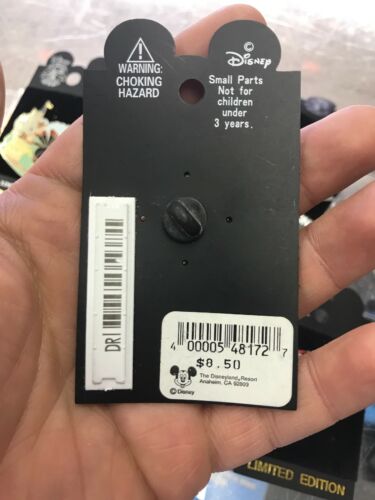 WARNING:
CHOKING
HAZARD
©
Disney
Small Parts
Not for
children
under
3 years.
DRI
4 00005 48172 7
$8.50
The Disneyland Resort
Anaheim, CA 92803
©Disney
LIMITED EDITION